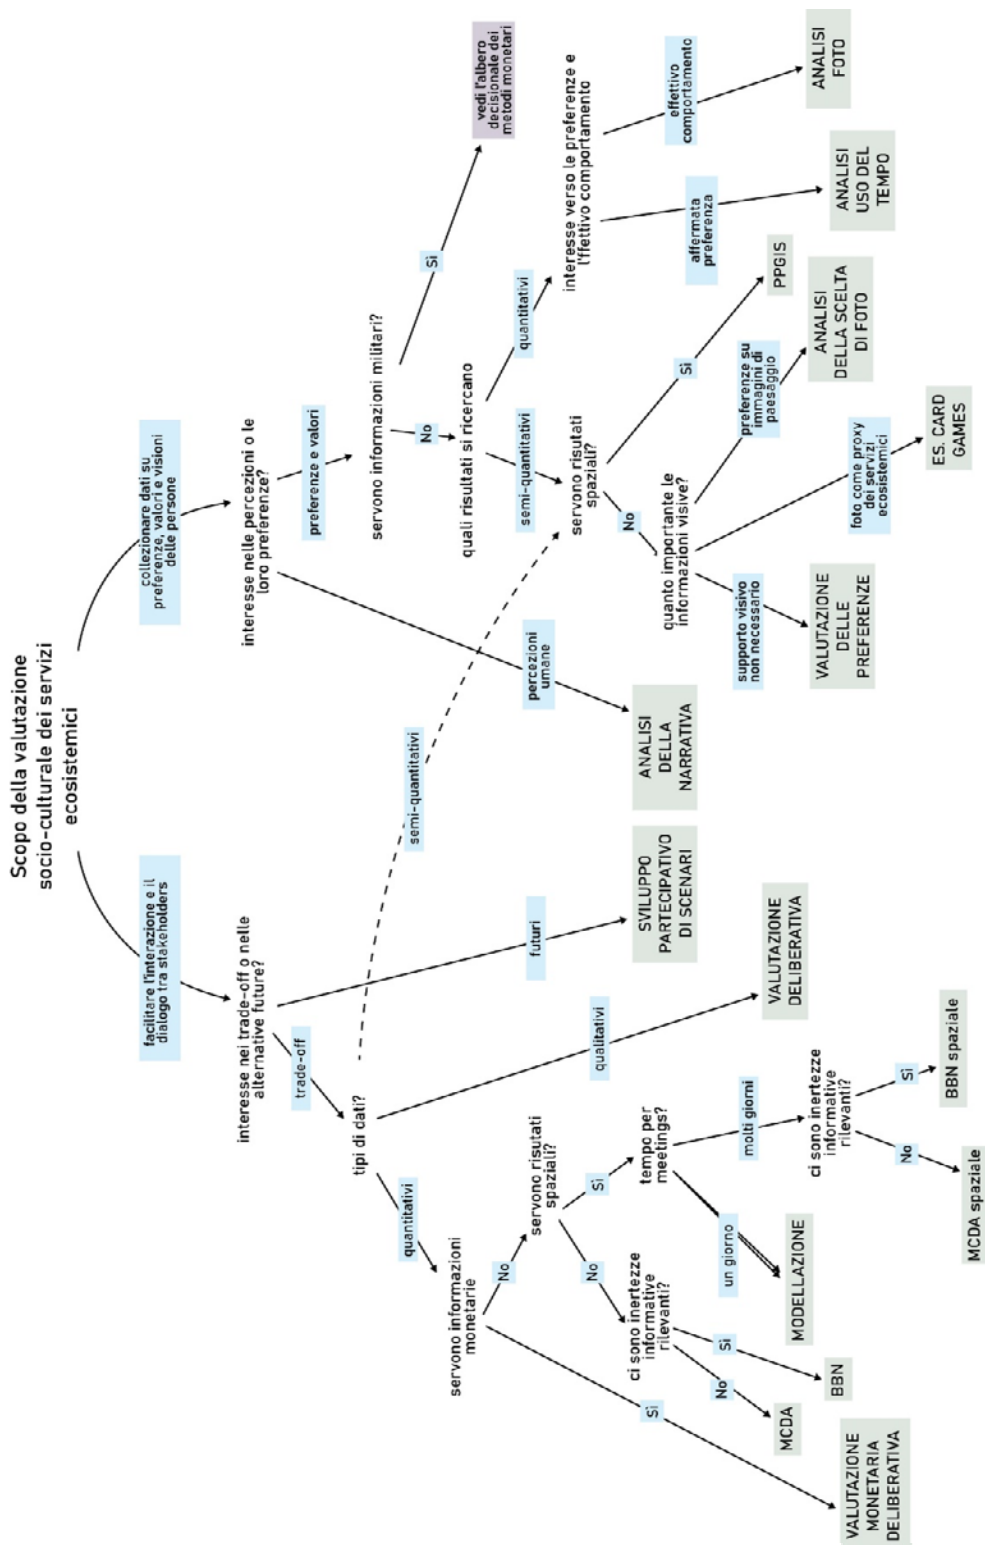 Scopo della valutazione
socio-culturale dei servizi
ecosistemici
facilitare l'interazione e il
dialogo tra stakeholders
collezionare dati su
preferenze, valori e visioni
delle persone
interesse nei trade-off o nelle
alternative future?
interesse nelle percezioni o le
loro preferenze?
trade-off
futuri
preferenze e valori
percezioni
umane
tipi di dati?
servono informazioni militari?
quantitativi
qualitativi
semi-quantitativi
No
Sì
vedi l'albero
decisionale dei
metodi monetari
servono informazioni
monetarie
quali risultati si ricercano
No
Sì
semi-quantitativi
quantitativi
servono risutati
spaziali?
servono risultati
spaziali?
interesse verso le preferenze e
l'ffettivo comportamento
No
Sì
No
Sì
affermata
preferenza
effettivo
comportamento
ci sono inertezze
informative
rilevanti?
tempo per
meetings?
quanto importante le
informazioni visive?
No
Sì
un giorno
molti giorni
supporto visivo
non necessario
foto come proxy
dei servizi
ecosistemici
preferenze su
immagini di
paesaggio
ci sono inertezze
informative
rilevanti?
No
Sì
VALUTAZIONE
MONETARIA
DELIBERATIVA
MCDA
BBN
MODELLAZIONE
MCDA spaziale
BBN spaziale
VALUTAZIONE
DELIBERATIVA
SVILUPPO
PARTECIPATIVO
DI SCENARI
ANALISI
DELLA
NARRATIVA
VALUTAZIONE
DELLE
PREFERENZE
ES. CARD
GAMES
ANALISI
DELLA SCELTA
DI FOTO
PPGIS
ANALISI
USO DEL
TEMPO
ANALISI
FOTO